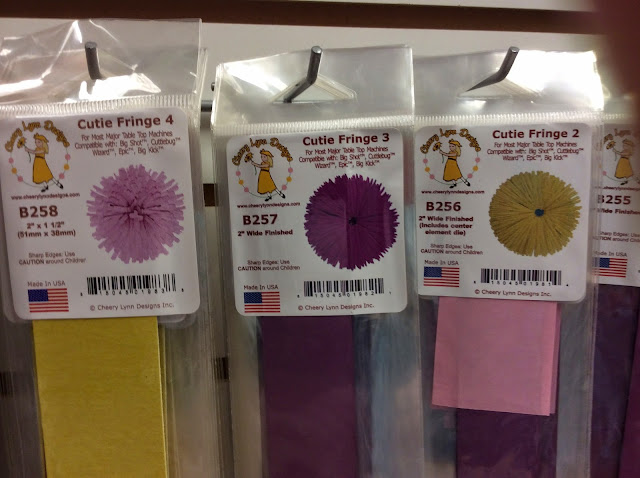 Cheery Lynn Designs
www.cheerylynndesigns.com
Cutie Fringe 4
For Most Major Table Top Machines
Compatible with: Big Shot™, Cuttlebug™
Wizard™, Epic™, Big Kick™
B258
2" x 1 1/2"
(51mm x 38mm)
Sharp Edges: Use
CAUTION around Children
Made In USA
© Cheery Lynn Designs Inc.
Cheery Lynn Designs
www.cheerylynndesigns.com
Cutie Fringe 3
For Most Major Table Top Machines
Compatible with: Big Shot™, Cuttlebug™
Wizard™, Epic™, Big Kick™
B257
2" Wide Finished
Sharp Edges: Use
CAUTION around Children
Made In USA
© Cheery Lynn Designs Inc.
Cheery Lynn Designs
www.cheerylynndesigns.com
Cutie Fringe 2
For Most Major Table Top Machines
Compatible with: Big Shot™, Cuttlebug™
Wizard™, Epic™, Big Kick™
B256
2" Wide Finished
(includes center
element die)
Sharp Edges: Use
CAUTION around Children
Made In USA
© Cheery Lynn Designs Inc.
B255
Made In USA